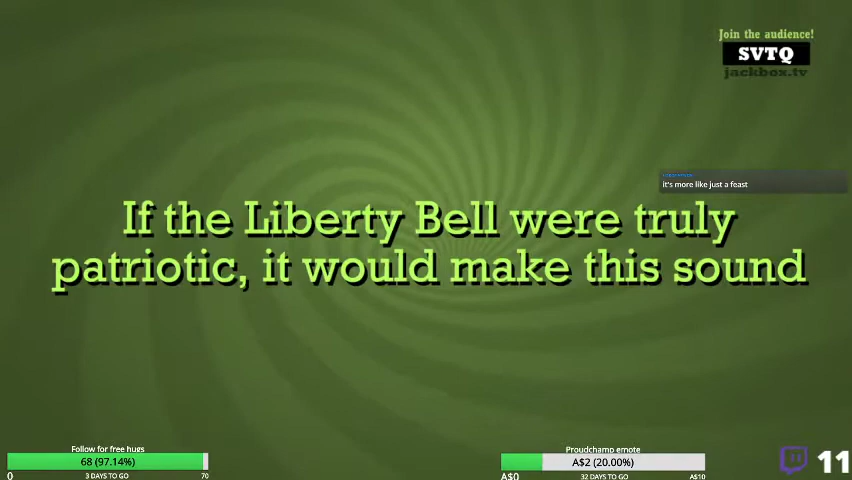 Join the audience!
SVTQ
jackbox.tv
It's more like just a feast
If the Liberty Bell were truly
patriotic, it would make this sound
Follow for free hugs
68 (97.14%)
0
3 DAYS TO GO
70
Proudchamp emote
A$2 (20.00%)
A$0
32 DAYS TO GO
A$10
11